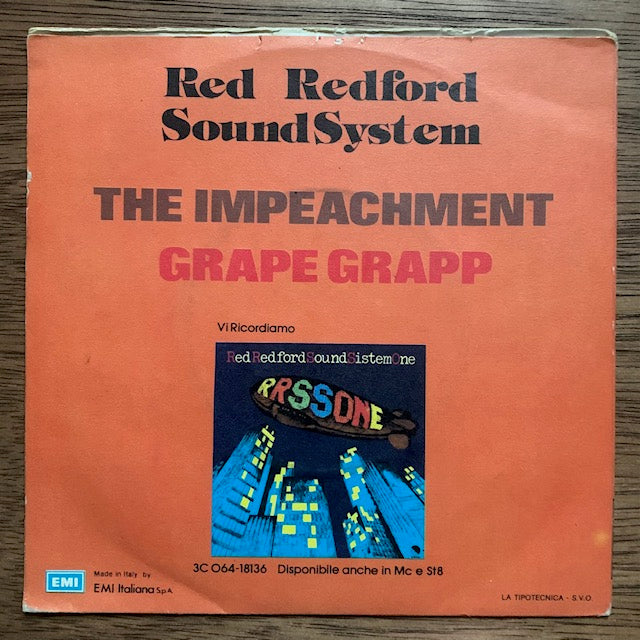 Red Redford
SoundSystem
THE IMPEACHMENT
GRAPE GRAPP
Vi Ricordiamo
RedRedfordSoundSistemOne
RRSSONE
3C O64-18136 Disponibile anche in Mc e St8
EMI
Made in Italy by
EMI Italiana S.p.A.
LA TIPOTECNICA - S.V.O.